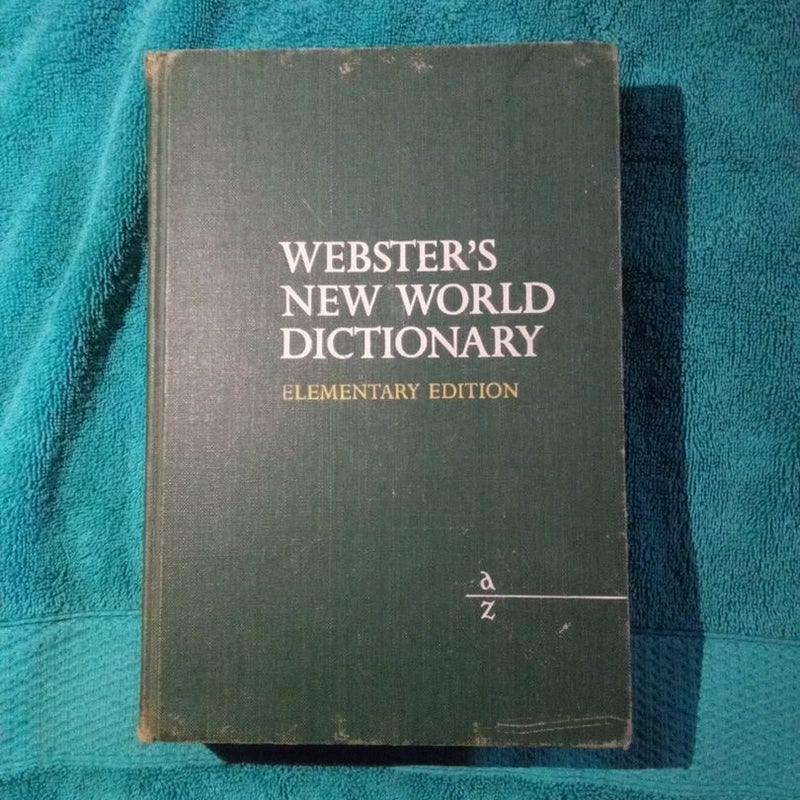 WEBSTER'S
NEW WORLD
DICTIONARY
ELEMENTARY EDITION
a
z